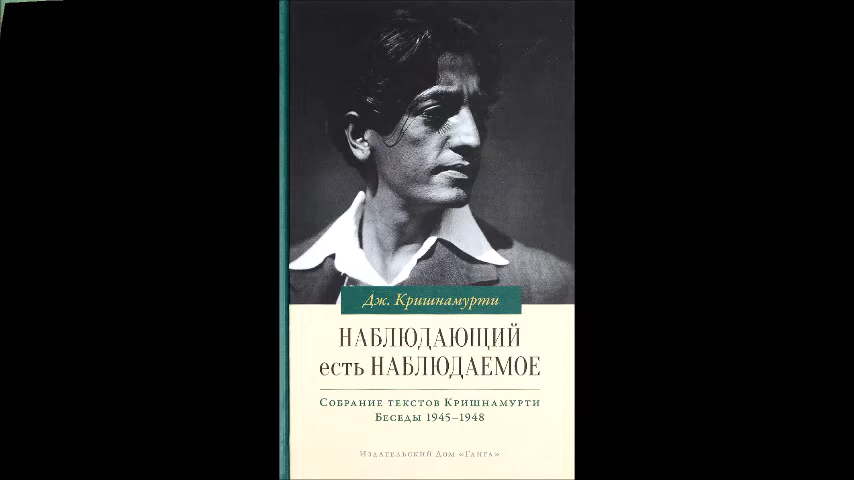 Дж. Кришнамурти
НАБЛЮДАЮЩИЙ
есть НАБЛЮДАЕМОЕ
Собрание текстов Кришнамурти
Беседы 1945–1948
Издательский Дом «Ганга»